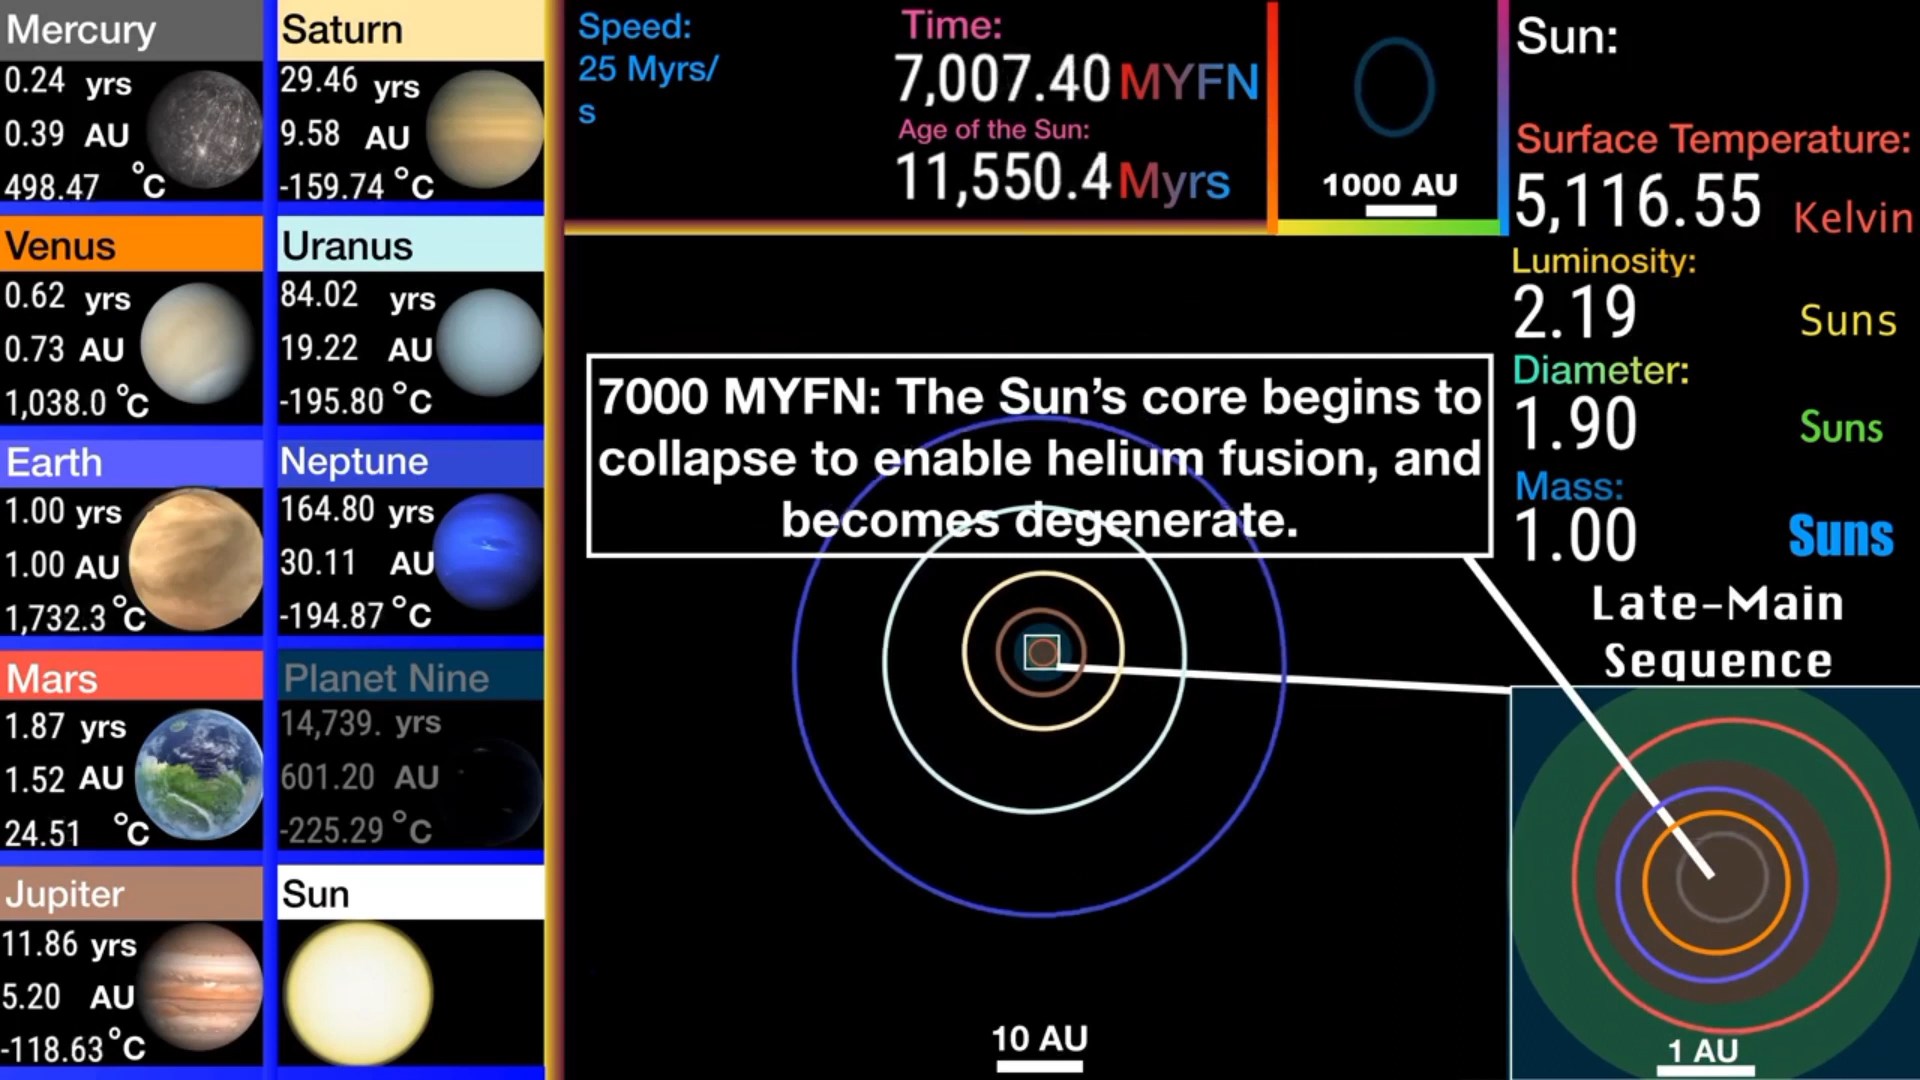 Mercury
0.24 yrs
0.39 AU
498.47 °C
Venus
0.62 yrs
0.73 AU
1,038.0 °C
Earth
1.00 yrs
1.00 AU
1,732.3 °C
Mars
1.87 yrs
1.52 AU
24.51 °C
Jupiter
11.86 yrs
5.20 AU
-118.63 °C
Saturn
29.46 yrs
9.58 AU
-159.74 °C
Uranus
84.02 yrs
19.22 AU
-195.80 °C
Neptune
164.80 yrs
30.11 AU
-194.87 °C
Planet Nine
14,739. yrs
601.20 AU
-225.29 °C
Sun
Speed:
25 Myrs/
s
Time:
7,007.40 MYFN
Age of the Sun:
11,550.4 Myrs
1000 AU
7000 MYFN: The Sun's core begins to
collapse to enable helium fusion, and
becomes degenerate.
10 AU
Sun:
Surface Temperature:
5,116.55 Kelvin
Luminosity:
2.19 Suns
Diameter:
1.90 Suns
Mass:
1.00 Suns
Late-Main
Sequence
1 AU